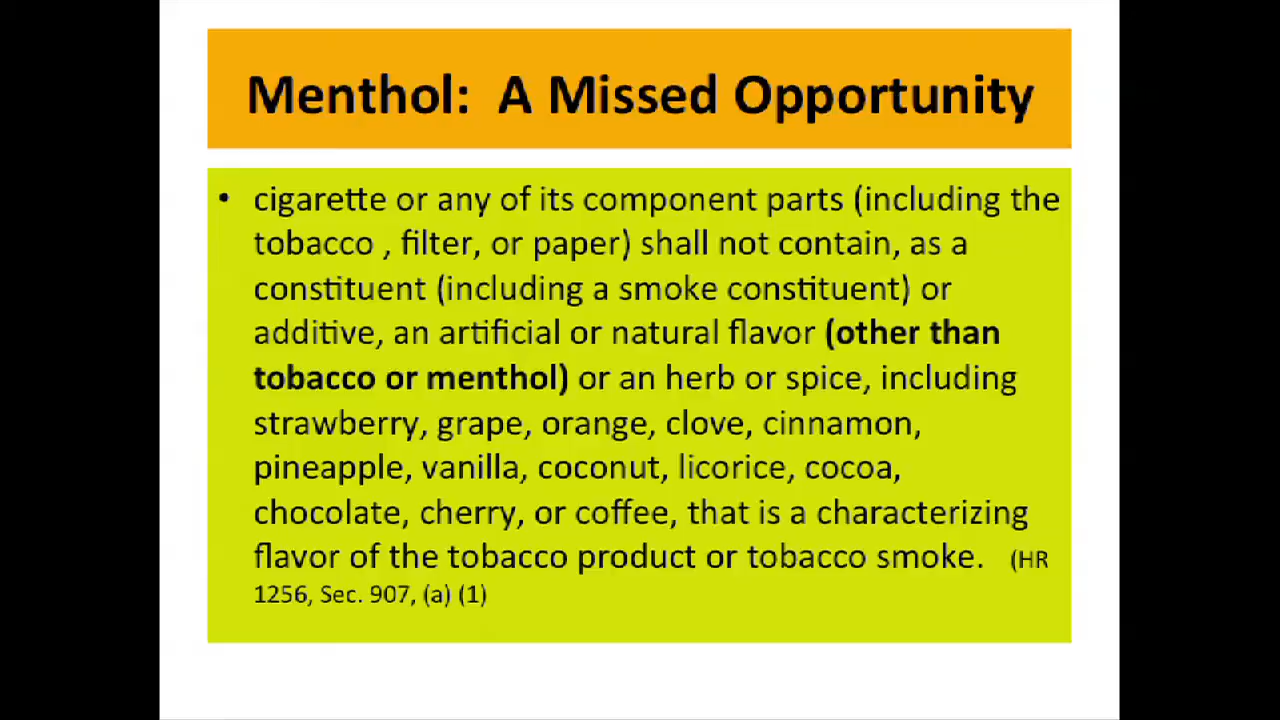 Menthol: A Missed Opportunity
• cigarette or any of its component parts (including the
tobacco , filter, or paper) shall not contain, as a
constituent (including a smoke constituent) or
additive, an artificial or natural flavor (other than
tobacco or menthol) or an herb or spice, including
strawberry, grape, orange, clove, cinnamon,
pineapple, vanilla, coconut, licorice, cocoa,
chocolate, cherry, or coffee, that is a characterizing
flavor of the tobacco product or tobacco smoke. (HR
1256, Sec. 907, (a) (1)